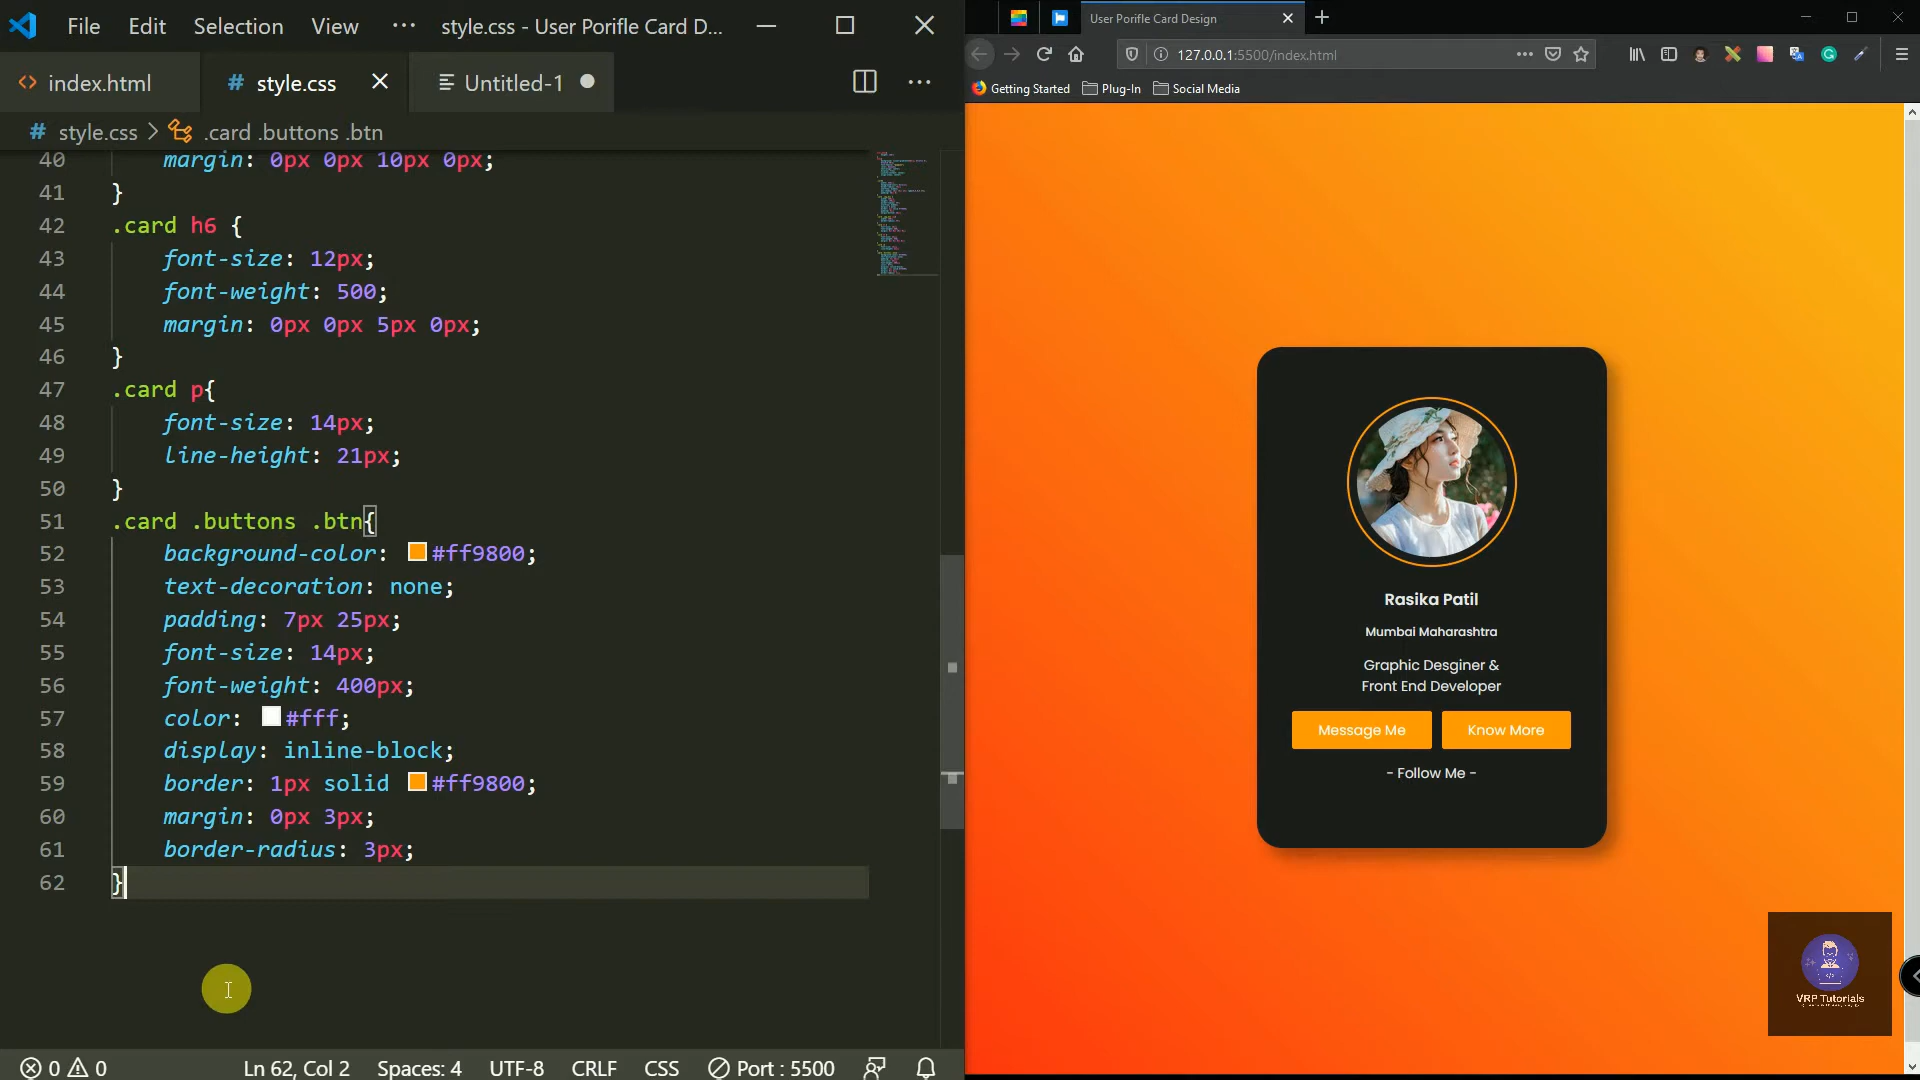 File Edit Selection View ··· style.css - User Porifle Card D...
index.html style.css Untitled-1
style.css > .card .buttons .btn
40 margin: 0px 0px 10px 0px;
41 }
42 .card h6 {
43 font-size: 12px;
44 font-weight: 500;
45 margin: 0px 0px 5px 0px;
46 }
47 .card p{
48 font-size: 14px;
49 line-height: 21px;
50 }
51 .card .buttons .btn{
52 background-color: #ff9800;
53 text-decoration: none;
54 padding: 7px 25px;
55 font-size: 14px;
56 font-weight: 400px;
57 color: #fff;
58 display: inline-block;
59 border: 1px solid #ff9800;
60 margin: 0px 3px;
61 border-radius: 3px;
62 }
0 0 Ln 62, Col 2 Spaces: 4 UTF-8 CRLF CSS Port : 5500
User Porifle Card Design
127.0.0.1:5500/index.html
Getting Started Plug-In Social Media
Rasika Patil
Mumbai Maharashtra
Graphic Desginer &
Front End Developer
Message Me Know More
- Follow Me -
VRP Tutorials